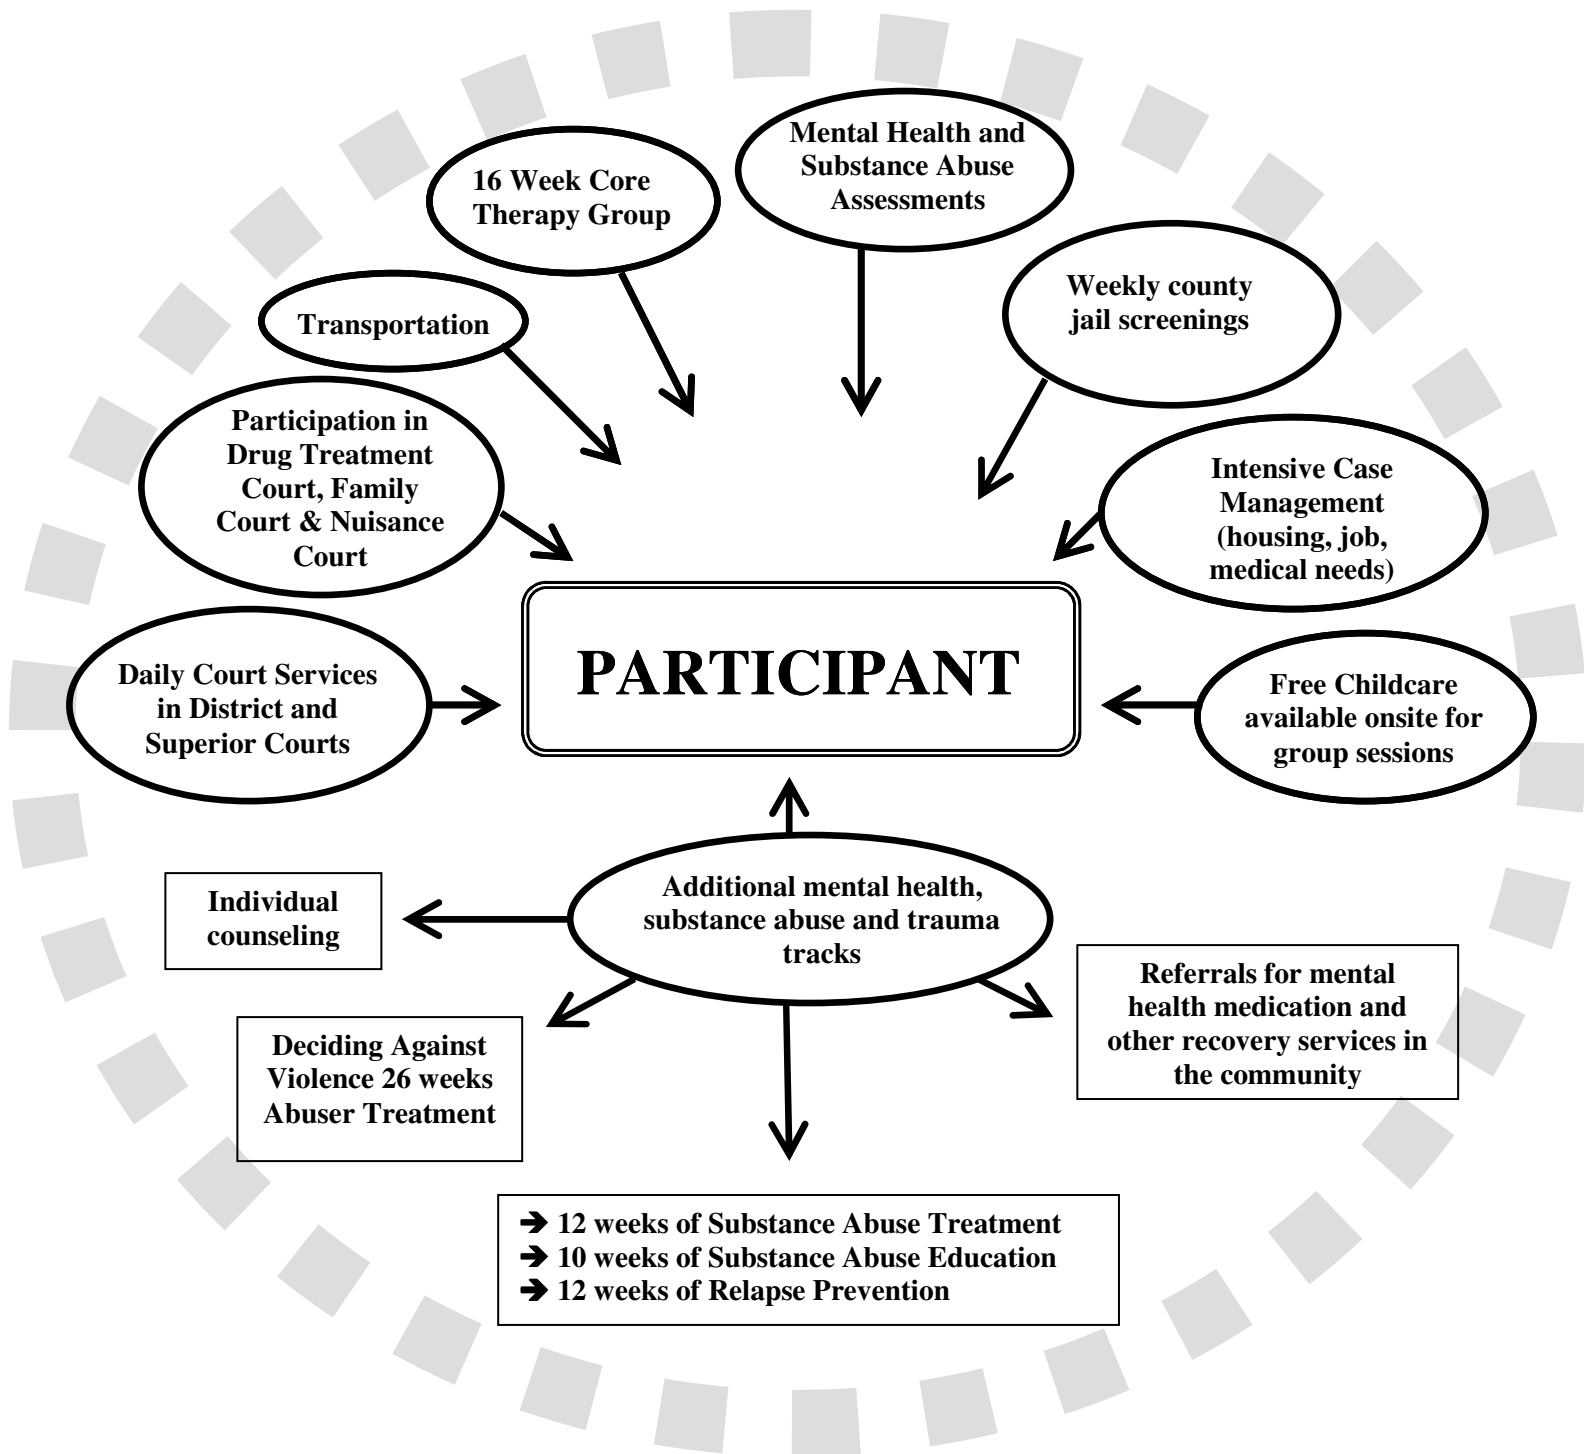 Mental Health and
Substance Abuse
Assessments
16 Week Core
Therapy Group
Weekly county
jail screenings
Transportation
Participation in
Drug Treatment
Court, Family
Court & Nuisance
Court
Intensive Case
Management
(housing, job,
medical needs)
PARTICIPANT
Daily Court Services
in District and
Superior Courts
Free Childcare
available onsite for
group sessions
Additional mental health,
substance abuse and trauma
tracks
Individual
counseling
Referrals for mental
health medication and
other recovery services in
the community
Deciding Against
Violence 26 weeks
Abuser Treatment
➔ 12 weeks of Substance Abuse Treatment
➔ 10 weeks of Substance Abuse Education
➔ 12 weeks of Relapse Prevention